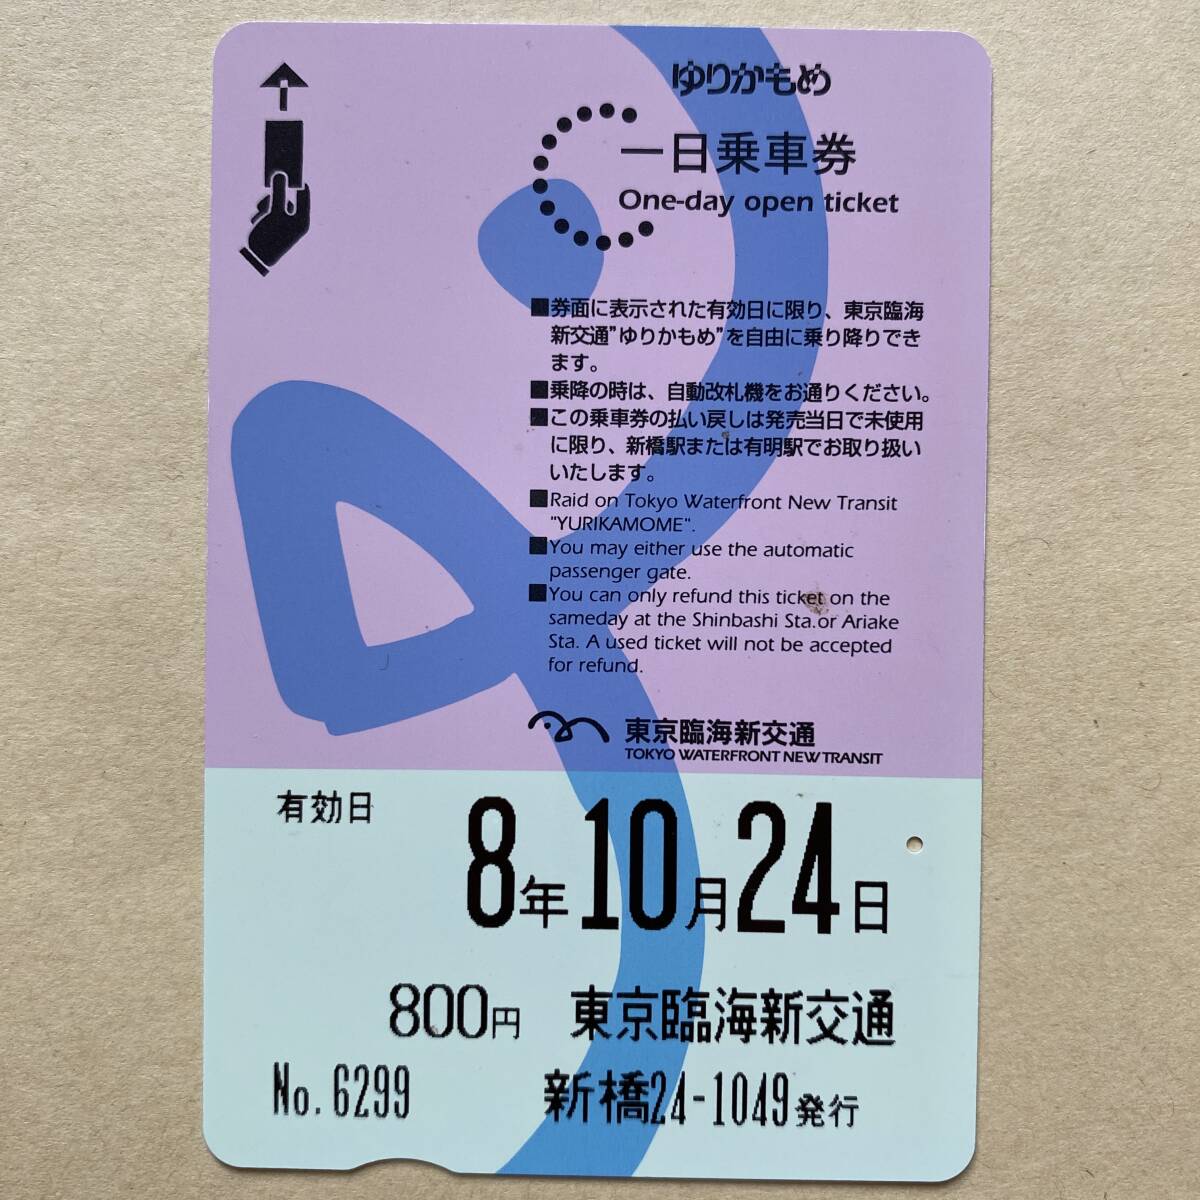 ゆりかもめ
一日乗車券
One-day open ticket
■券面に表示された有効日に限り、東京臨海
新交通"ゆりかもめ"を自由に乗り降りでき
ます。
■乗降の時は、自動改札機をお通りください。
■この乗車券の払い戻しは発売当日で未使用
に限り、新橋駅または有明駅でお取り扱い
いたします。
■Raid on Tokyo Waterfront New Transit
"YURIKAMOME".
■You may either use the automatic
passenger gate.
■You can only refund this ticket on the
sameday at the Shinbashi Sta.or Ariake
Sta. A used ticket will not be accepted
for refund.
東京臨海新交通
TOKYO WATERFRONT NEW TRANSIT
有効日
8年10月24日
800円 東京臨海新交通
No.6299 新橋24-1049発行